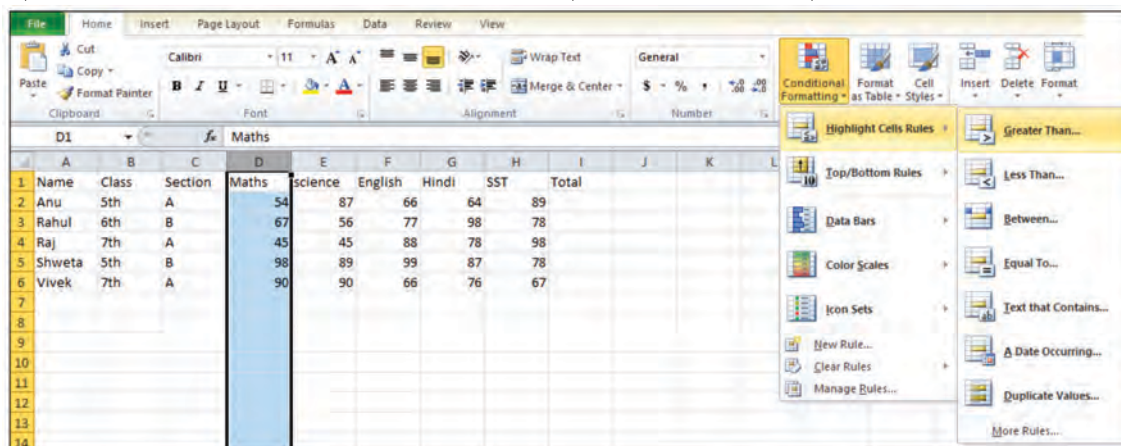 File Home Insert Page Layout Formulas Data Review View
Cut
Copy
Format Painter
Paste
Clipboard
Calibri 11 A A
B I U A
Font
Wrap Text
Merge & Center
Alignment
General
$ % , .0 .00 .00 .0
Number
Conditional Formatting
Format as Table
Cell Styles
Insert Delete Format
D1 fx Maths
A B C D E F G H I J K L
1 Name Class Section Maths science English Hindi SST Total
2 Anu 5th A 54 87 66 64 89
3 Rahul 6th B 67 56 77 98 78
4 Raj 7th A 45 45 88 78 98
5 Shweta 5th B 98 89 99 87 78
6 Vivek 7th A 90 90 66 76 67
7
8
9
10
11
12
13
14
Highlight Cells Rules
Top/Bottom Rules
10
Data Bars
Color Scales
Icon Sets
New Rule...
Clear Rules
Manage Rules...
Greater Than...
Less Than...
Between...
Equal To...
Text that Contains...
ab
A Date Occurring...
Duplicate Values...
More Rules...